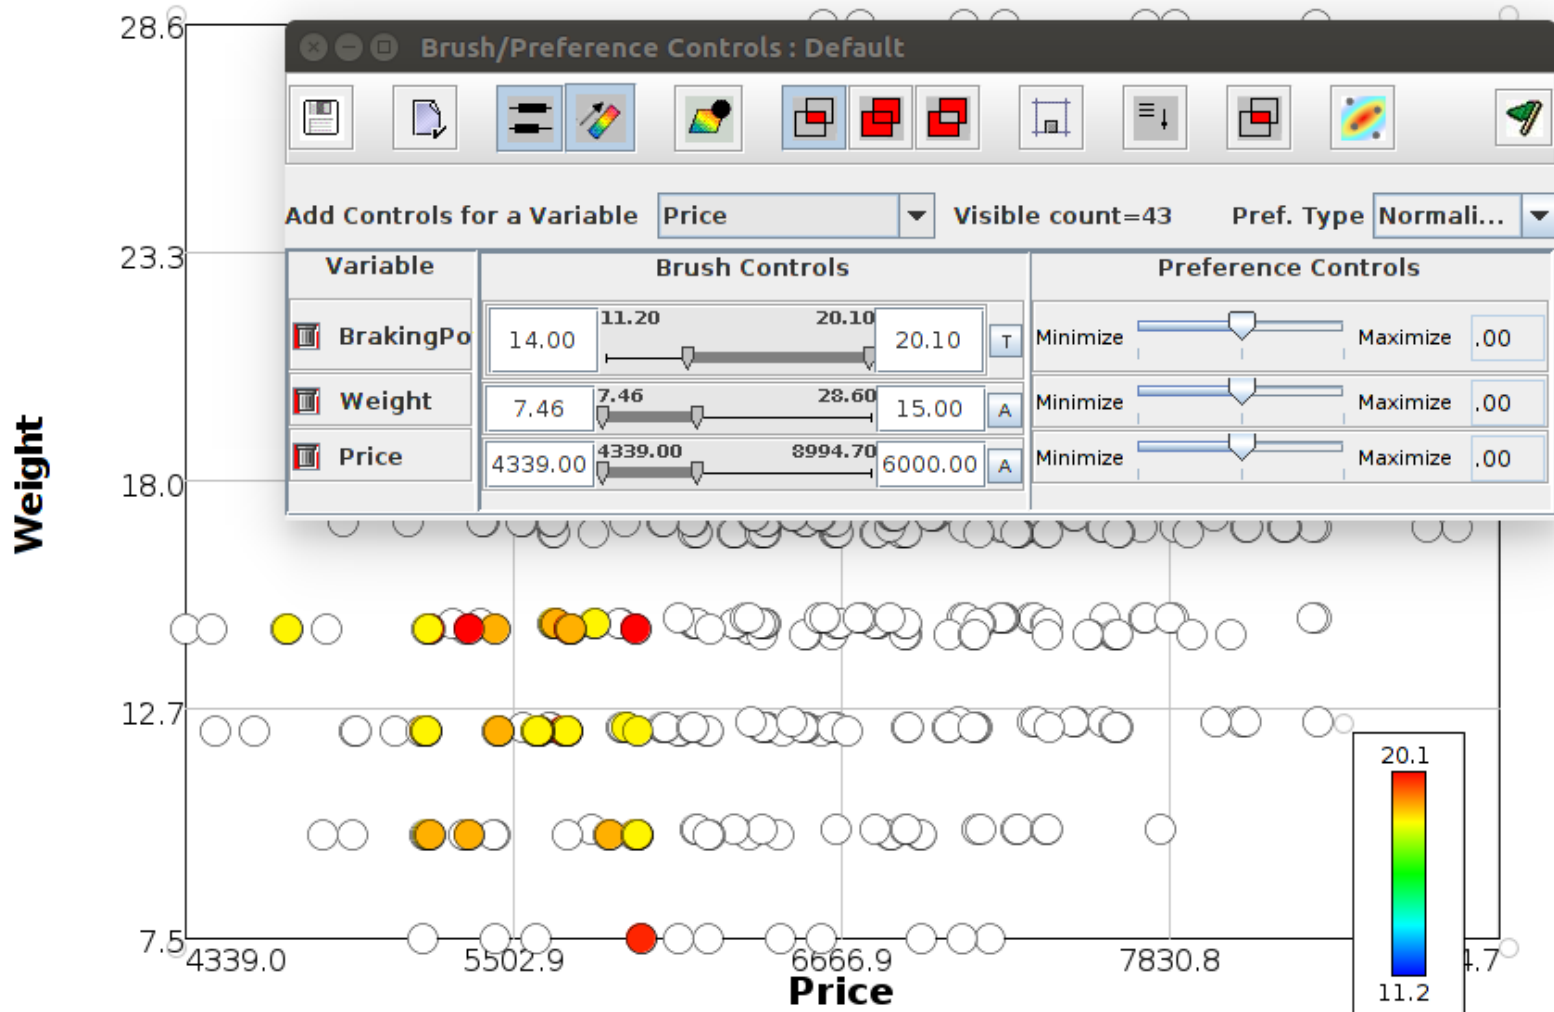 28.6
Brush/Preference Controls : Default
Add Controls for a Variable Price Visible count=43 Pref. Type Normali...
23.3
Variable Brush Controls Preference Controls
BrakingPo 14.00 11.20 20.10 20.10 T Minimize Maximize .00
Weight 7.46 7.46 28.60 15.00 A Minimize Maximize .00
Price 4339.00 4339.00 8994.70 6000.00 A Minimize Maximize .00
18.0
Weight
12.7
20.1
11.2
7.5
4339.0 5502.9 6666.9 7830.8 4.7
Price